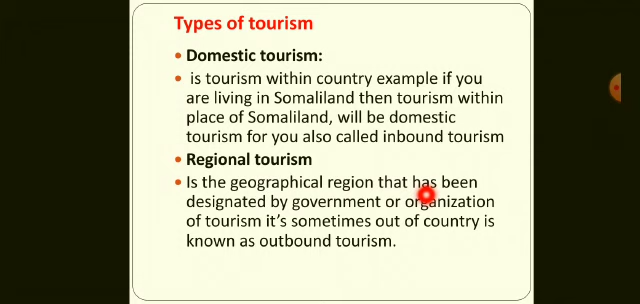 Types of tourism
• Domestic tourism:
• is tourism within country example if you
are living in Somaliland then tourism within
place of Somaliland, will be domestic
tourism for you also called inbound tourism
• Regional tourism
• Is the geographical region that has been
designated by government or organization
of tourism it's sometimes out of country is
known as outbound tourism.